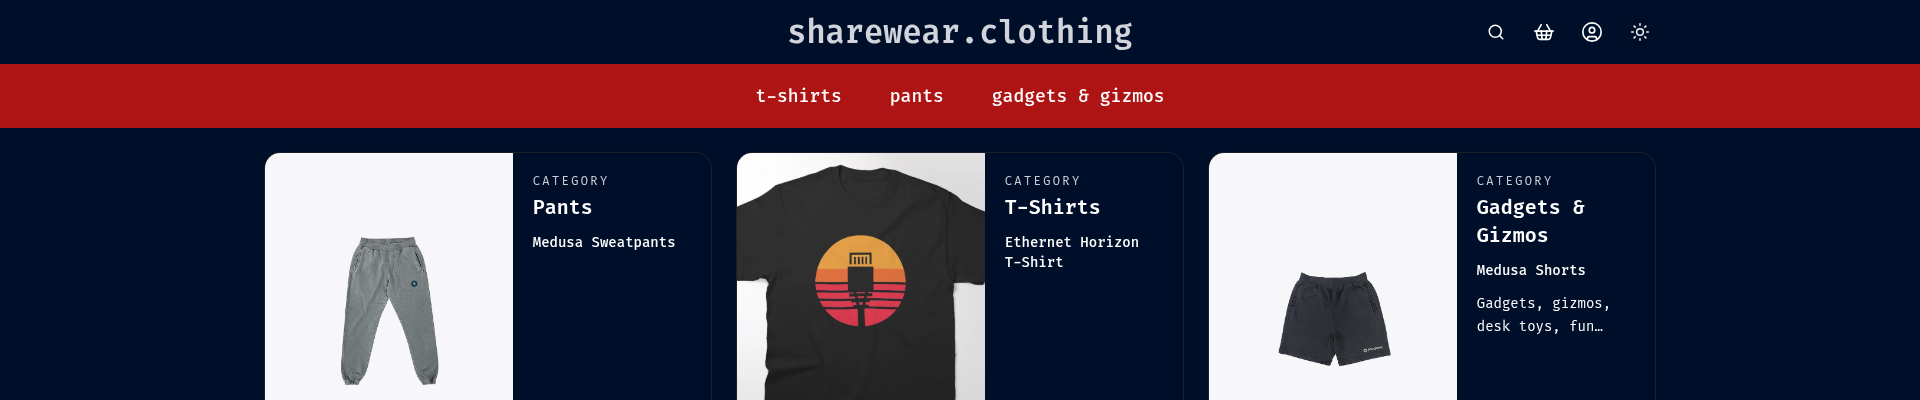 sharewear.clothing
t-shirts
pants
gadgets & gizmos
CATEGORY
Pants
Medusa Sweatpants
CATEGORY
T-Shirts
Ethernet Horizon
T-Shirt
CATEGORY
Gadgets &
Gizmos
Medusa Shorts
Gadgets, gizmos,
desk toys, fun…